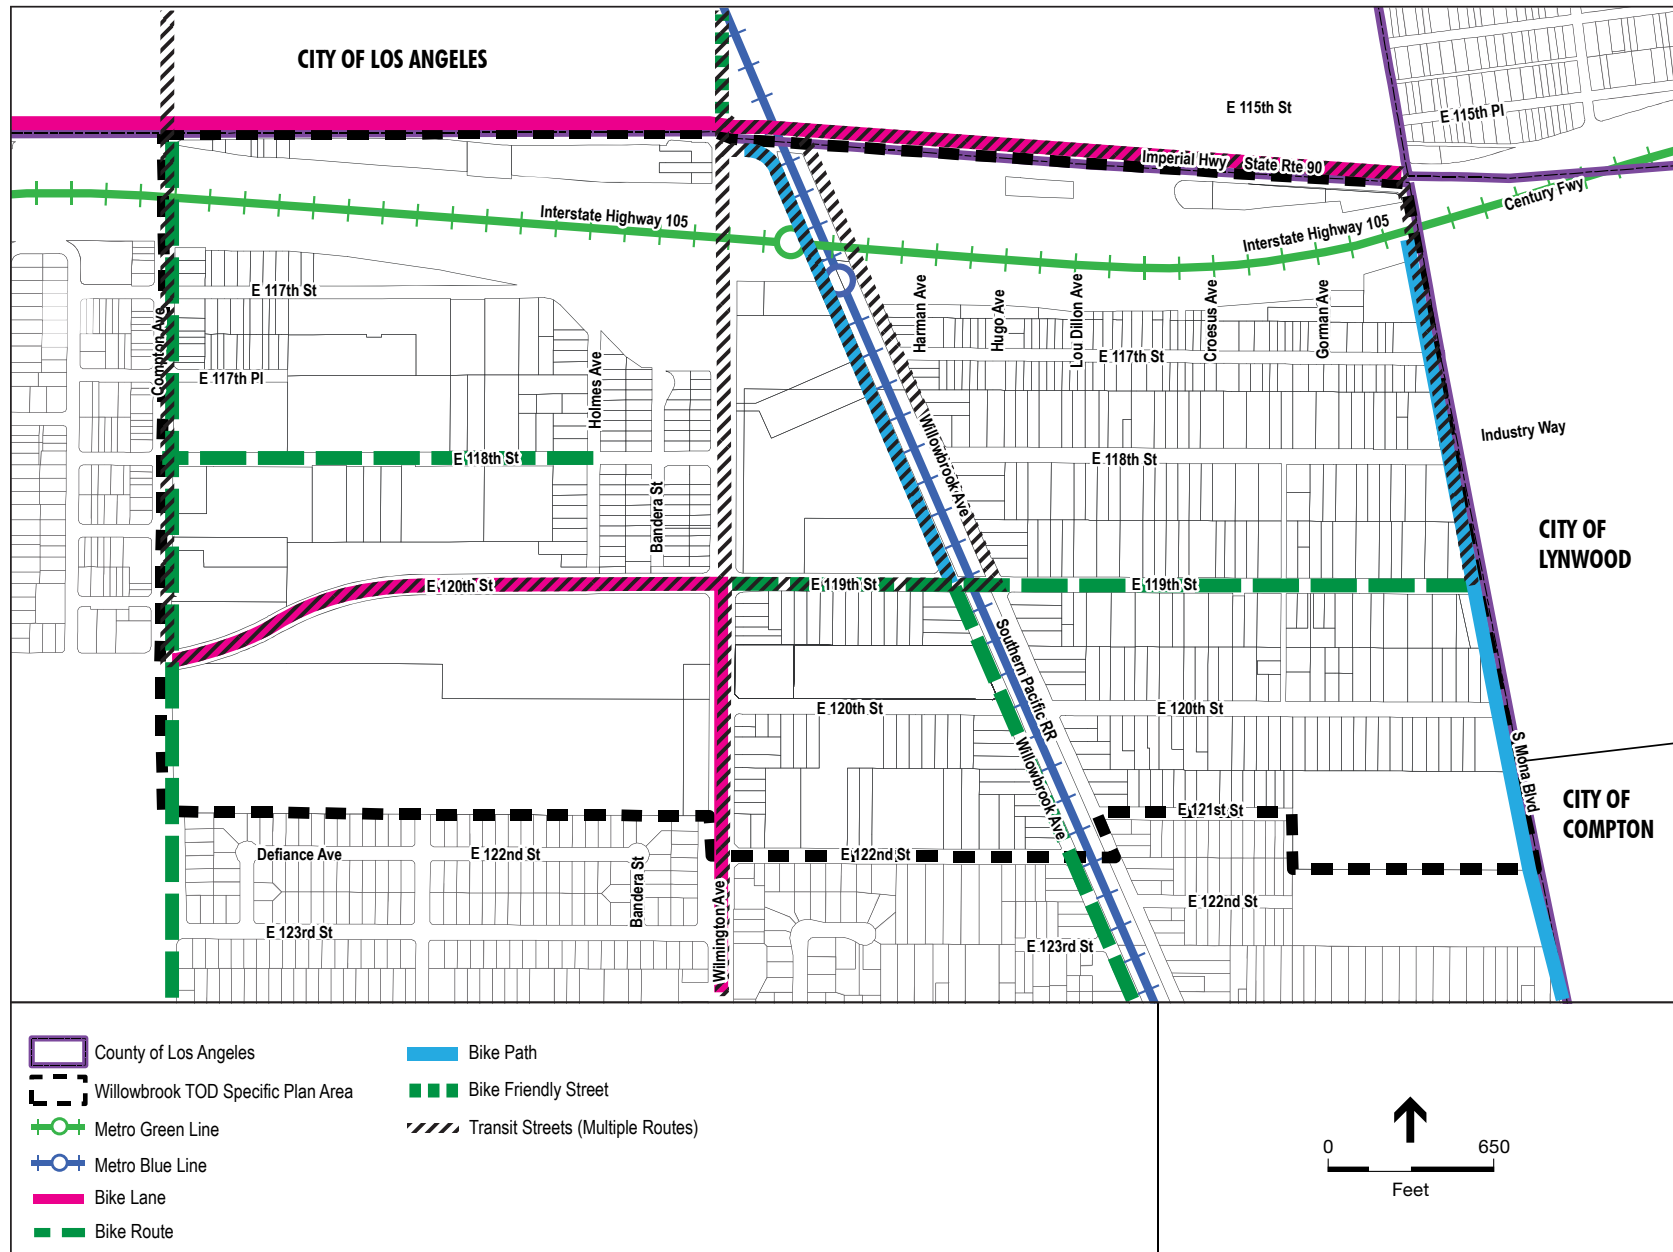 CITY OF LOS ANGELES
E 115th St
E 115th Pl
Imperial Hwy
State Rte 90
Century Fwy
Interstate Highway 105
Interstate Highway 105
E 117th St
Compton Ave
E 117th Pl
Holmes Ave
Harman Ave
Hugo Ave
Lou Dillon Ave
Croesus Ave
Gorman Ave
E 117th St
Willowbrook Ave
Industry Way
E 118th St
E 118th St
Bandera St
CITY OF
LYNWOOD
E 120th St
E 119th St
E 119th St
Southern Pacific RR
E 120th St
E 120th St
Willowbrook Ave
S Mona Blvd
CITY OF
COMPTON
E 121st St
Defiance Ave
E 122nd St
E 122nd St
Bandera St
Wilmington Ave
E 122nd St
E 123rd St
E 123rd St
County of Los Angeles
Willowbrook TOD Specific Plan Area
Metro Green Line
Metro Blue Line
Bike Lane
Bike Route
Bike Path
Bike Friendly Street
Transit Streets (Multiple Routes)
0 650
Feet